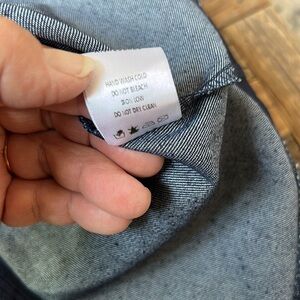 HAND WASH COLD
DO NOT BLEACH
IRON LOW
DO NOT DRY CLEAN